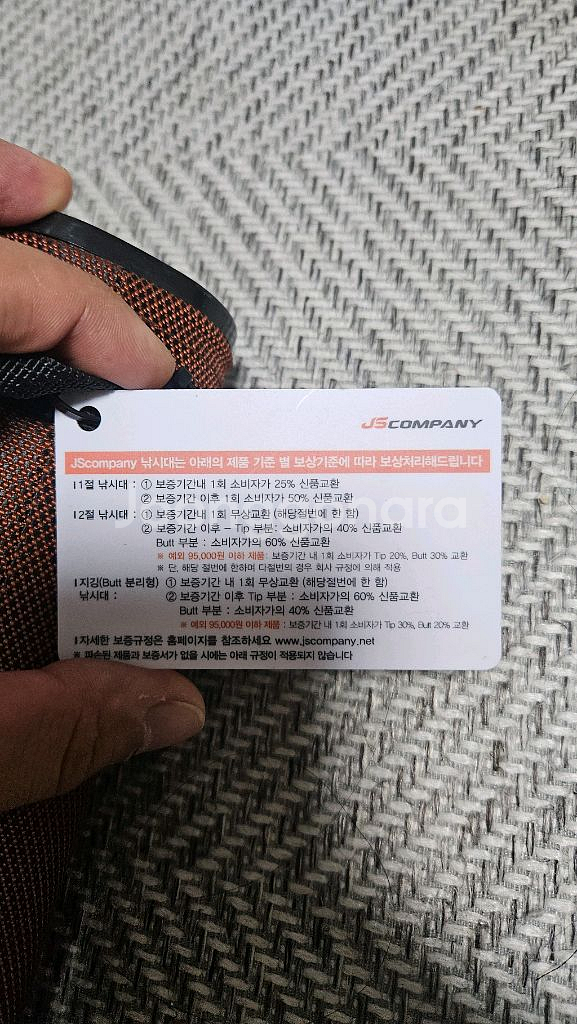 JSCOMPANY
JScompany 낚시대는 아래의 제품 기준 별 보상기준에 따라 보상처리해드립니다
l 1절 낚시대 : ① 보증기간내 1회 소비자가 25% 신품교환
② 보증기간 이후 1회 소비자가 50% 신품교환
l 2절 낚시대 : ① 보증기간내 1회 무상교환 (해당절번에 한 함)
② 보증기간 이후 – Tip 부분: 소비자가의 40% 신품교환
Butt 부분 : 소비자가의 60% 신품교환
※ 예외 95,000원 이하 제품 : 보증기간 내 1회 소비자가 Tip 20%, Butt 30% 교환
※ 단, 해당 절번에 한하며 다절번의 경우 회사 규정에 의해 적용
l 지깅(Butt 분리형) ① 보증기간 내 1회 무상교환 (해당절번에 한 함)
낚시대 : ② 보증기간 이후 Tip 부분 : 소비자가의 60% 신품교환
Butt 부분 : 소비자가의 40% 신품교환
※ 예외 95,000원 이하 제품 : 보증기간 내 1회 소비자가 Tip 30%, Butt 20% 교환
l 자세한 보증규정은 홈페이지를 참조하세요 www.jscompany.net
※ 파손된 제품과 보증서가 없을 시에는 아래 규정이 적용되지 않습니다